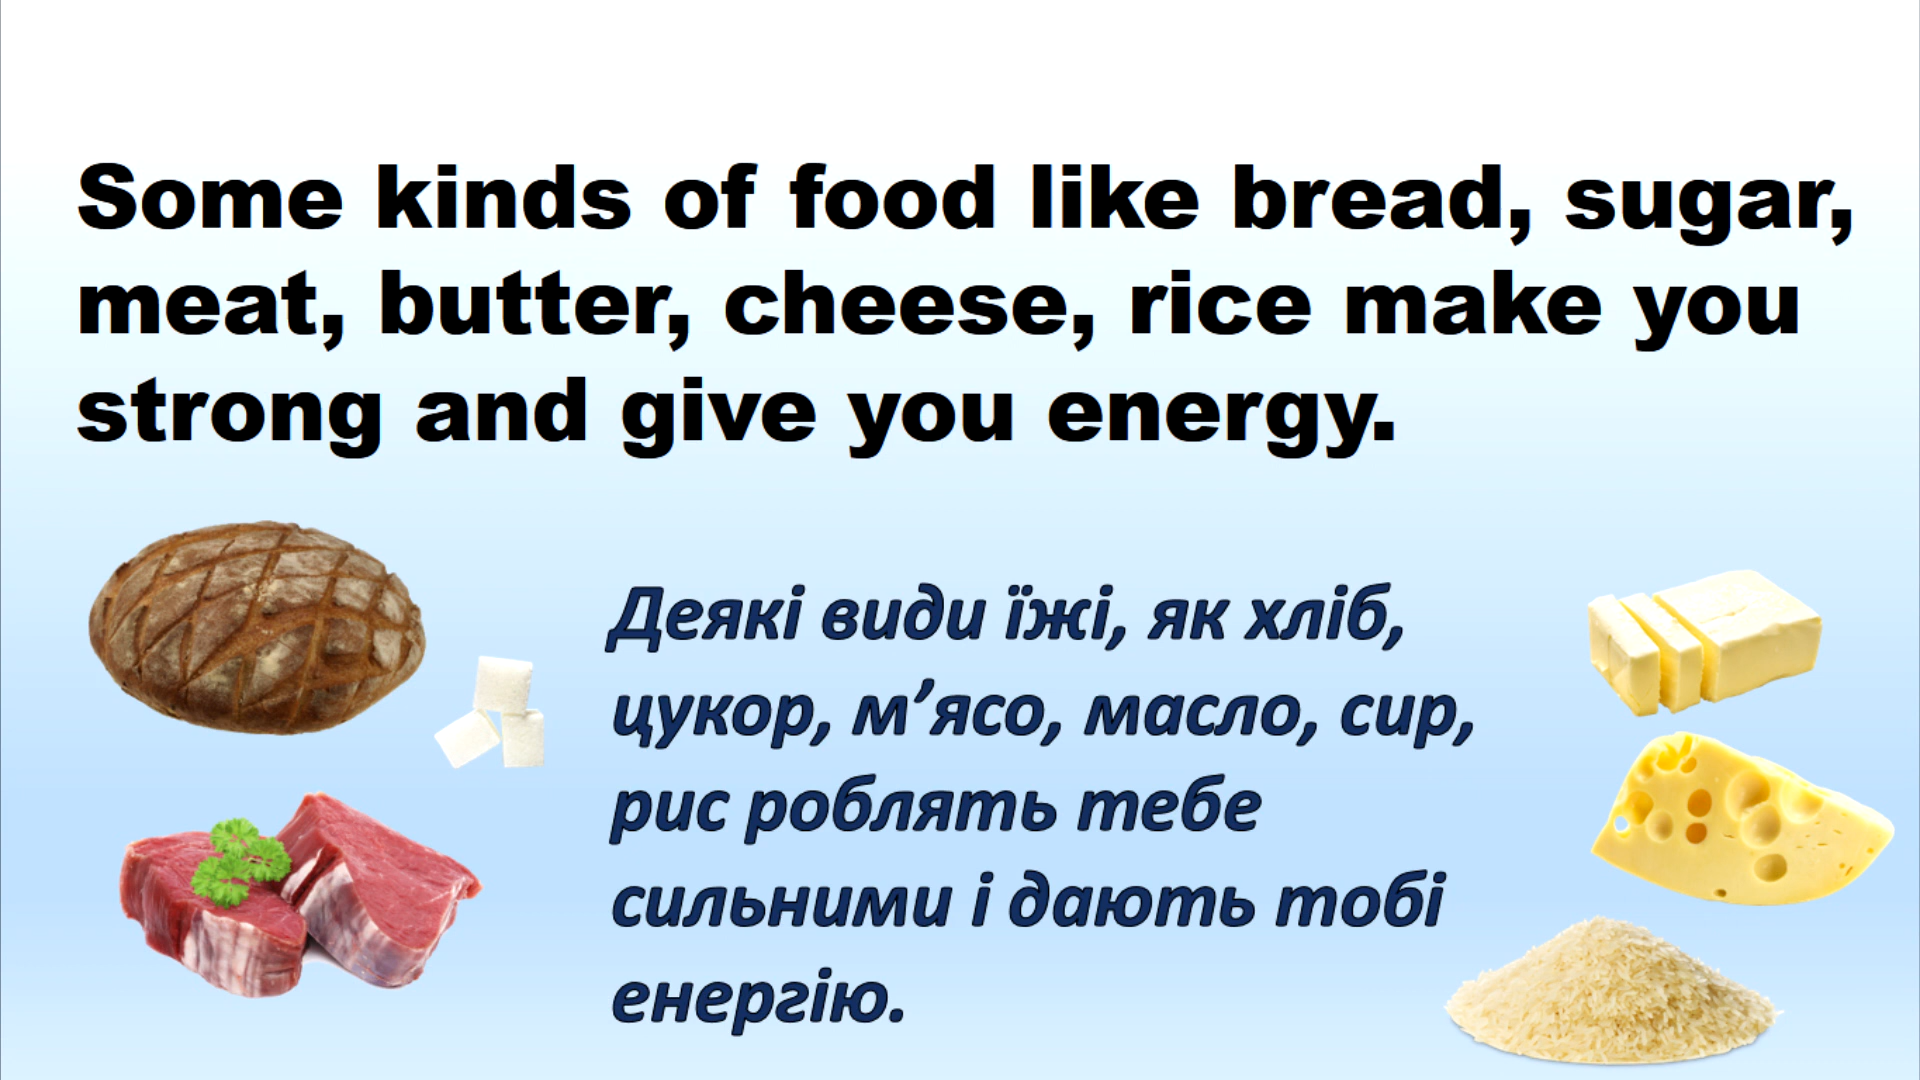 Some kinds of food like bread, sugar,
meat, butter, cheese, rice make you
strong and give you energy.
Деякі види їжі, як хліб,
цукор, м’ясо, масло, сир,
рис роблять тебе
сильними і дають тобі
енергію.